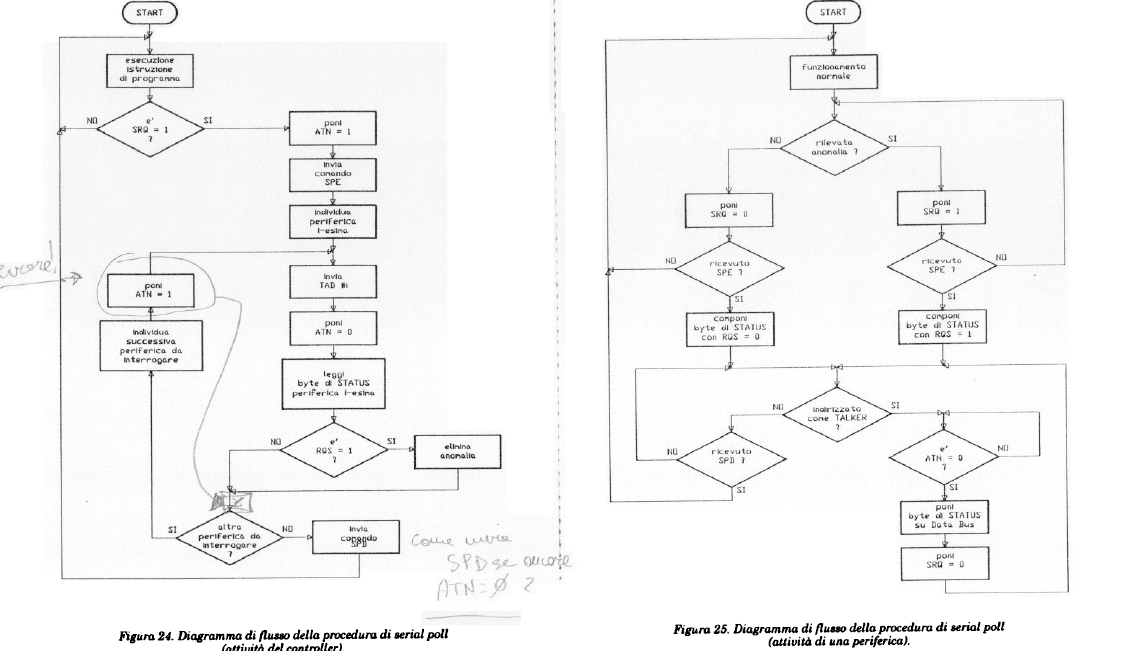 START
esecuzione
istruzione
di programma
e'
SRQ = 1
?
NO
SI
poni
ATN = 1
invia
comando
SPE
individua
periferica
i-esima
invia
TAD #i
poni
ATN = 0
leggi
byte di STATUS
periferica i-esima
e'
RQS = 1
?
NO
SI
elimina
anomalia
errore!
poni
ATN = 1
individua
successiva
periferica da
interrogare
altra
periferica da
interrogare
?
SI
NO
invia
comando
SPD
Come invia
SPD se ancora
ATN=0 ?
Figura 24. Diagramma di flusso della procedura di serial poll
(attività del controller).
START
funzionamento
normale
rilevata
anomalia ?
NO
SI
poni
SRQ = 0
poni
SRQ = 1
ricevuto
SPE ?
NO
SI
ricevuto
SPE ?
NO
SI
componi
byte di STATUS
con RQS = 0
componi
byte di STATUS
con RQS = 1
indirizzato
come TALKER
?
NO
SI
ricevuto
SPD ?
NO
SI
e'
ATN = 0
?
NO
SI
poni
byte di STATUS
su Data Bus
poni
SRQ = 0
Figura 25. Diagramma di flusso della procedura di serial poll
(attività di una periferica).